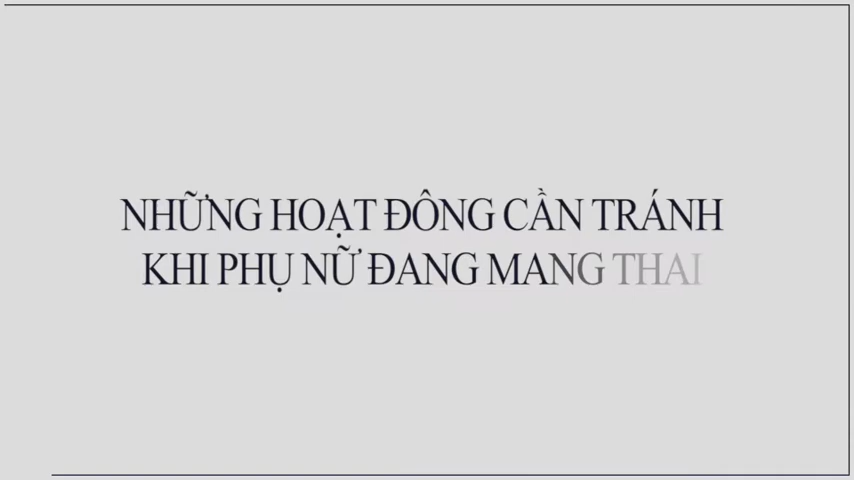 NHỮNG HOẠT ĐÔNG CẦN TRÁNH
KHI PHỤ NỮ ĐANG MANG THAI